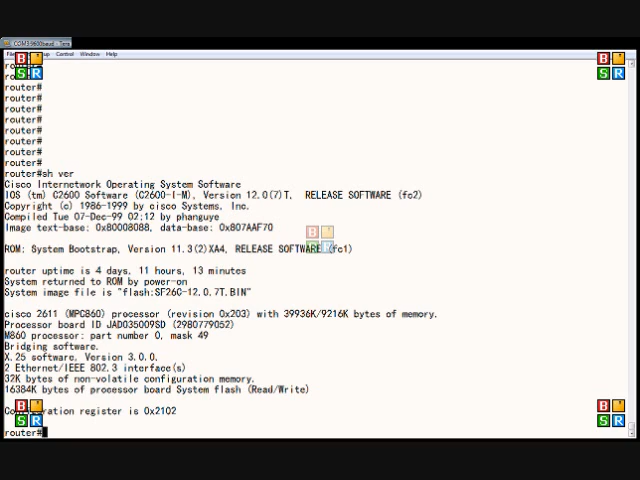 COM3:9600baud - Tera
Control Window Help
router#
router#
router#
router#
router#
router#
router#
router#
router#sh ver
Cisco Internetwork Operating System Software
IOS (tm) C2600 Software (C2600-I-M), Version 12.0(7)T, RELEASE SOFTWARE (fc2)
Copyright (c) 1986-1999 by cisco Systems, Inc.
Compiled Tue 07-Dec-99 02;12 by phanguye
Image text-base: 0x80008088, data-base: 0x807AAF70
B
ROM: System Bootstrap, Version 11.3(2)XA4, RELEASE SOFTWARE (fc1)
router uptime is 4 days, 11 hours, 13 minutes
System returned to ROM by power-on
System image file is "flash:SF26C-12.0.7T.BIN"
cisco 2611 (MPC860) processor (revision 0x203) with 39936K/9216K bytes of memory.
Processor board ID JAD035009SD (2980779052)
M860 processor: part number 0, mask 49
Bridging software.
X.25 software, Version 3.0.0.
2 Ethernet/IEEE 802.3 interface(s)
32K bytes of non-volatile configuration memory.
16384K bytes of processor board System flash (Read/Write)
Configuration register is 0x2102
router#
B
S R
B
S R
B
S R
B
S R